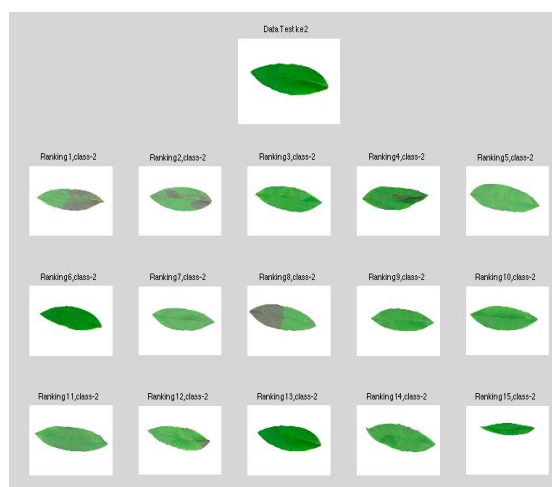 Data Test ke2
Ranking1,class-2
Ranking2,class-2
Ranking3,class-2
Ranking4,class-2
Ranking5,class-2
Ranking6,class-2
Ranking7,class-2
Ranking8,class-2
Ranking9,class-2
Ranking10,class-2
Ranking11,class-2
Ranking12,class-2
Ranking13,class-2
Ranking14,class-2
Ranking15,class-2